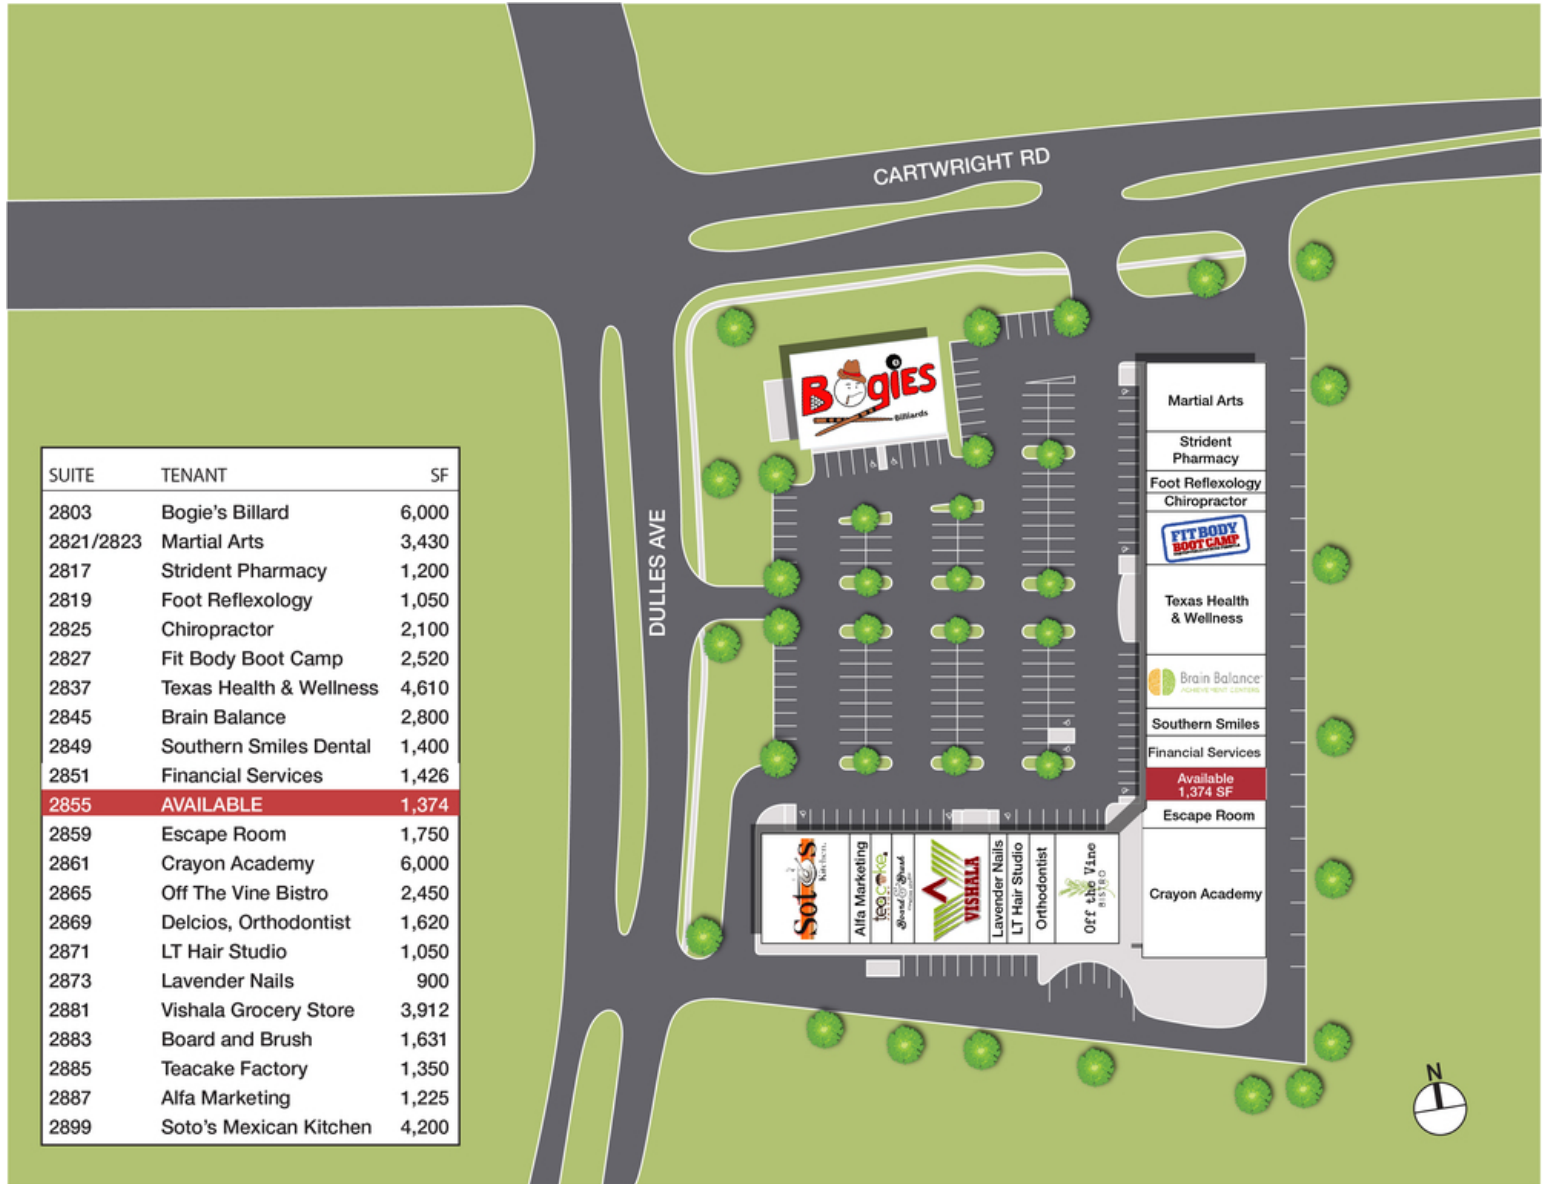 CARTWRIGHT RD
DULLES AVE
BOgiES
Billiards
SUITE TENANT SF
2803 Bogie's Billard 6,000
2821/2823 Martial Arts 3,430
2817 Strident Pharmacy 1,200
2819 Foot Reflexology 1,050
2825 Chiropractor 2,100
2827 Fit Body Boot Camp 2,520
2837 Texas Health & Wellness 4,610
2845 Brain Balance 2,800
2849 Southern Smiles Dental 1,400
2851 Financial Services 1,426
2855 AVAILABLE 1,374
2859 Escape Room 1,750
2861 Crayon Academy 6,000
2865 Off The Vine Bistro 2,450
2869 Delcios, Orthodontist 1,620
2871 LT Hair Studio 1,050
2873 Lavender Nails 900
2881 Vishala Grocery Store 3,912
2883 Board and Brush 1,631
2885 Teacake Factory 1,350
2887 Alfa Marketing 1,225
2899 Soto's Mexican Kitchen 4,200
Martial Arts
Strident
Pharmacy
Foot Reflexology
Chiropractor
FIT BODY
BOOT CAMP
Texas Health
& Wellness
Brain Balance
ACHIEVEMENT CENTERS
Southern Smiles
Financial Services
Available
1,374 SF
Escape Room
Crayon Academy
Sotos
Kitchen.
Alfa Marketing
teacake
Board & Brush
VISHALA
Lavender Nails
LT Hair Studio
Orthodontist
Off the Vine
BISTRO
N